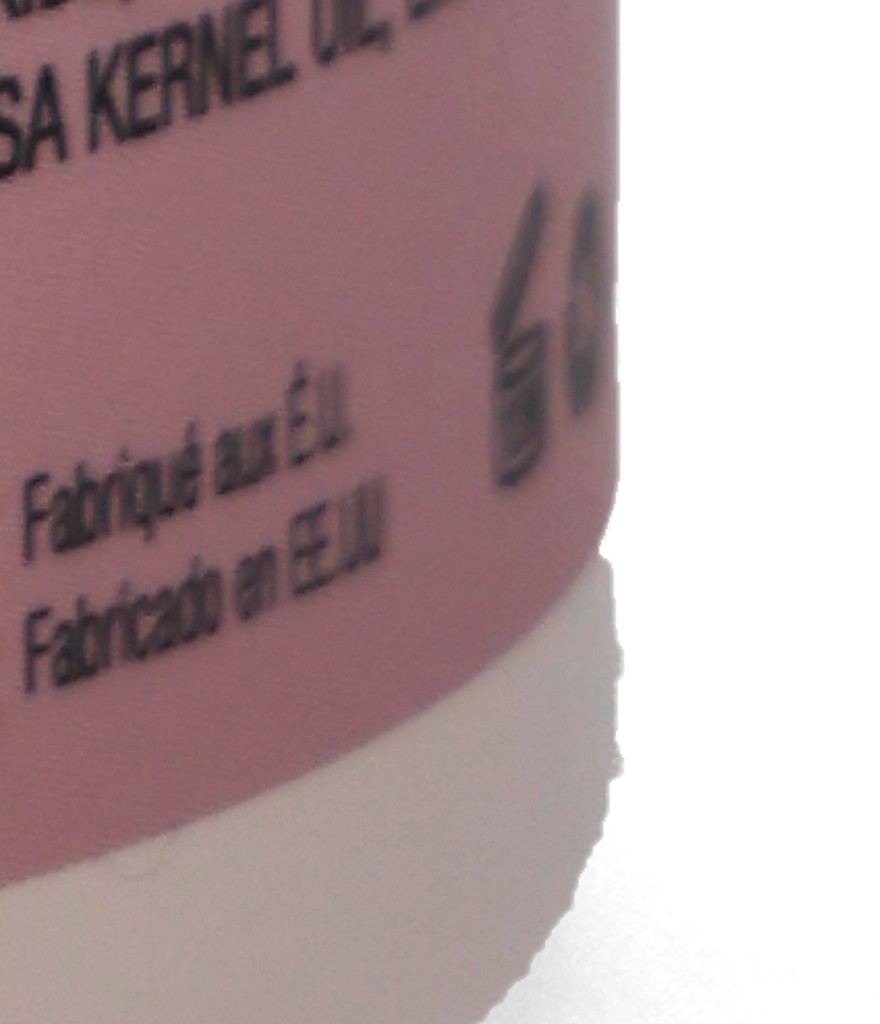 SA KERNEL OIL,
Fabriqué aux É.U.
Fabricado en EE.UU